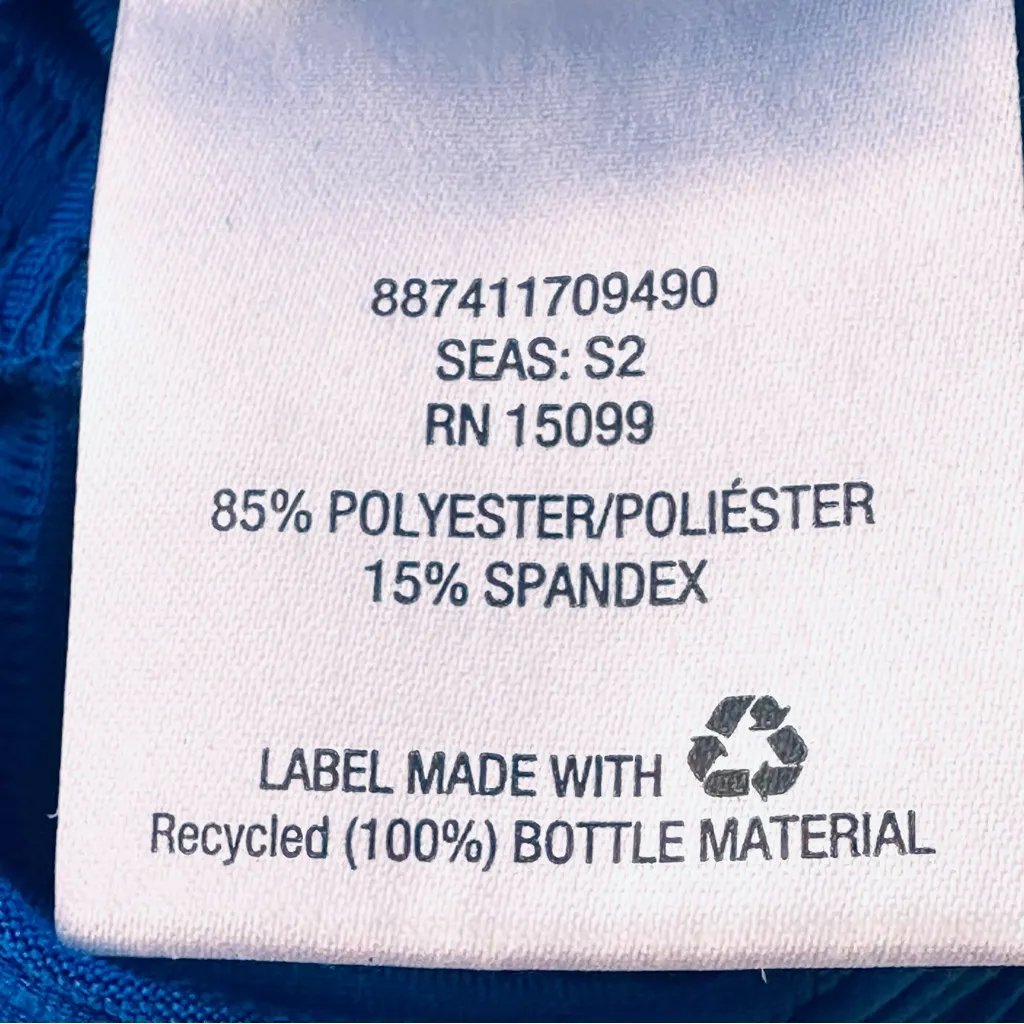 887411709490
SEAS: S2
RN 15099
85% POLYESTER/POLIÉSTER
15% SPANDEX
LABEL MADE WITH
Recycled (100%) BOTTLE MATERIAL